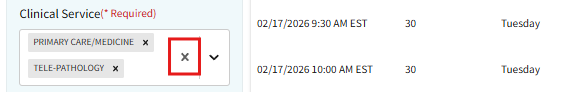 Clinical Service(* Required)
PRIMARY CARE/MEDICINE ×
TELE-PATHOLOGY ×
×
02/17/2026 9:30 AM EST 30 Tuesday
02/17/2026 10:00 AM EST 30 Tuesday